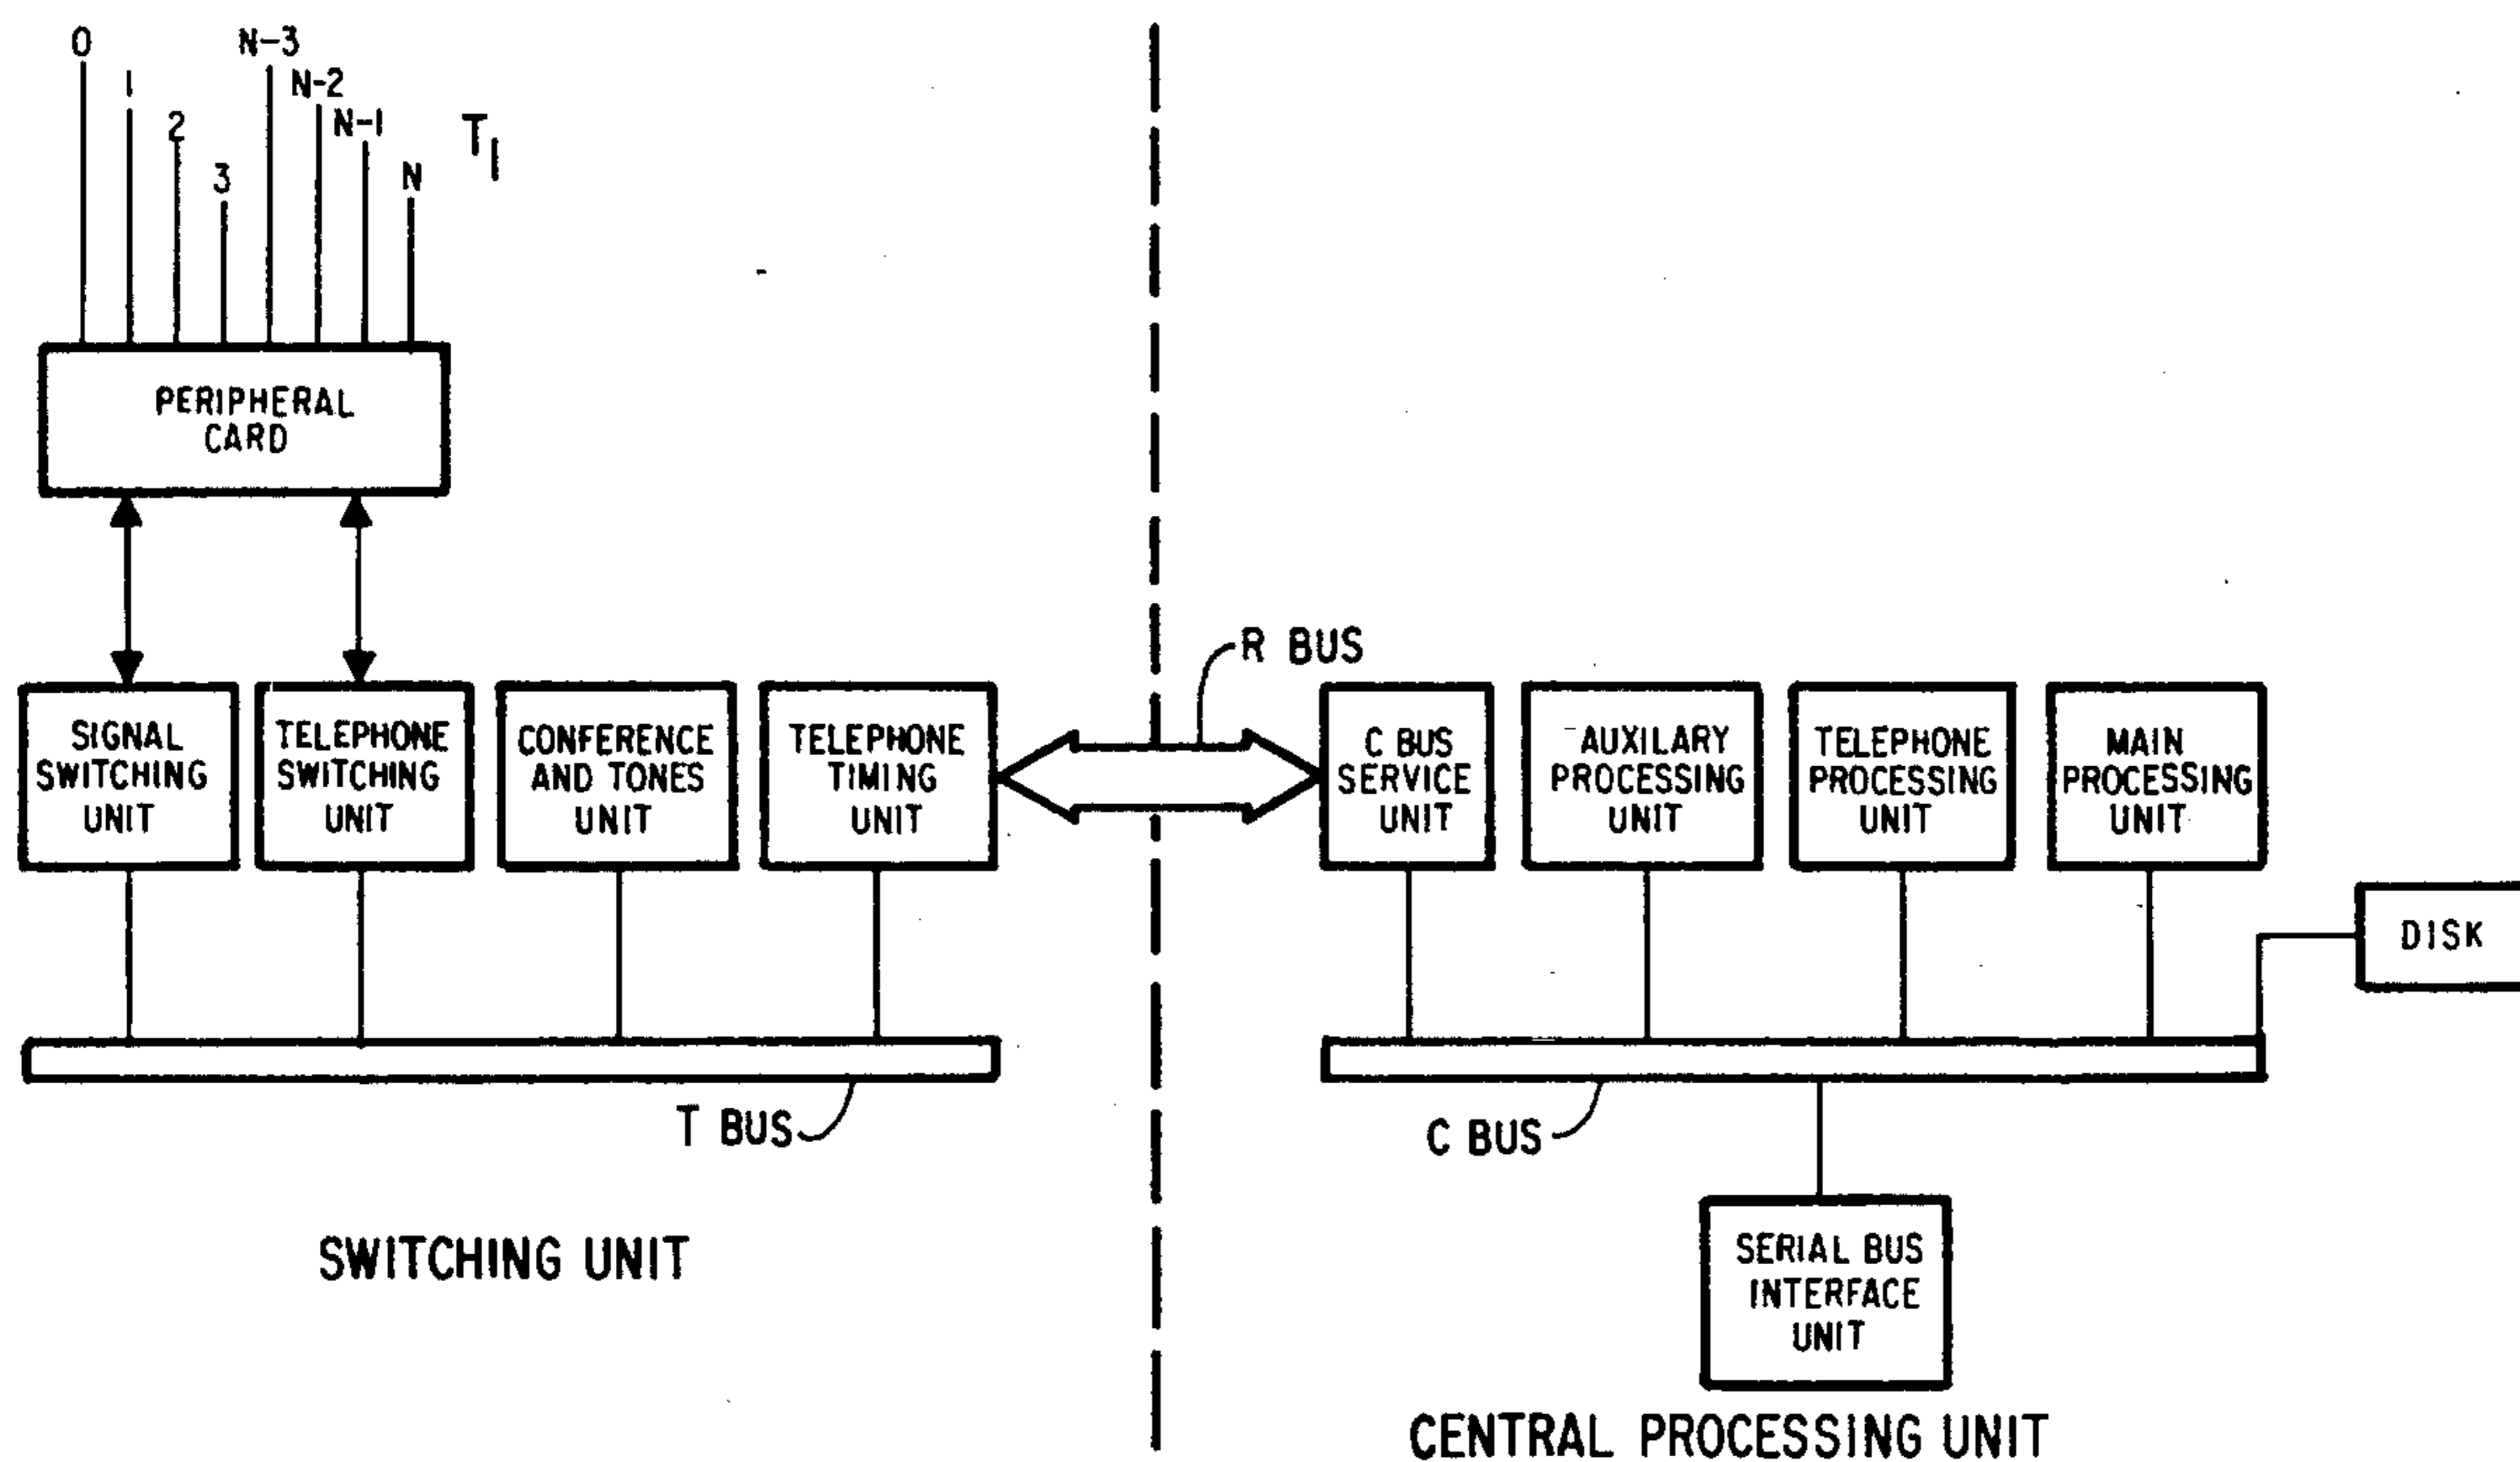 0
N-3
1
N-2
2
N-1
T1
3
N
PERIPHERAL
CARD
R BUS
SIGNAL
SWITCHING
UNIT
TELEPHONE
SWITCHING
UNIT
CONFERENCE
AND TONES
UNIT
TELEPHONE
TIMING
UNIT
C BUS
SERVICE
UNIT
AUXILARY
PROCESSING
UNIT
TELEPHONE
PROCESSING
UNIT
MAIN
PROCESSING
UNIT
DISK
T BUS
C BUS
SWITCHING UNIT
SERIAL BUS
INTERFACE
UNIT
CENTRAL PROCESSING UNIT